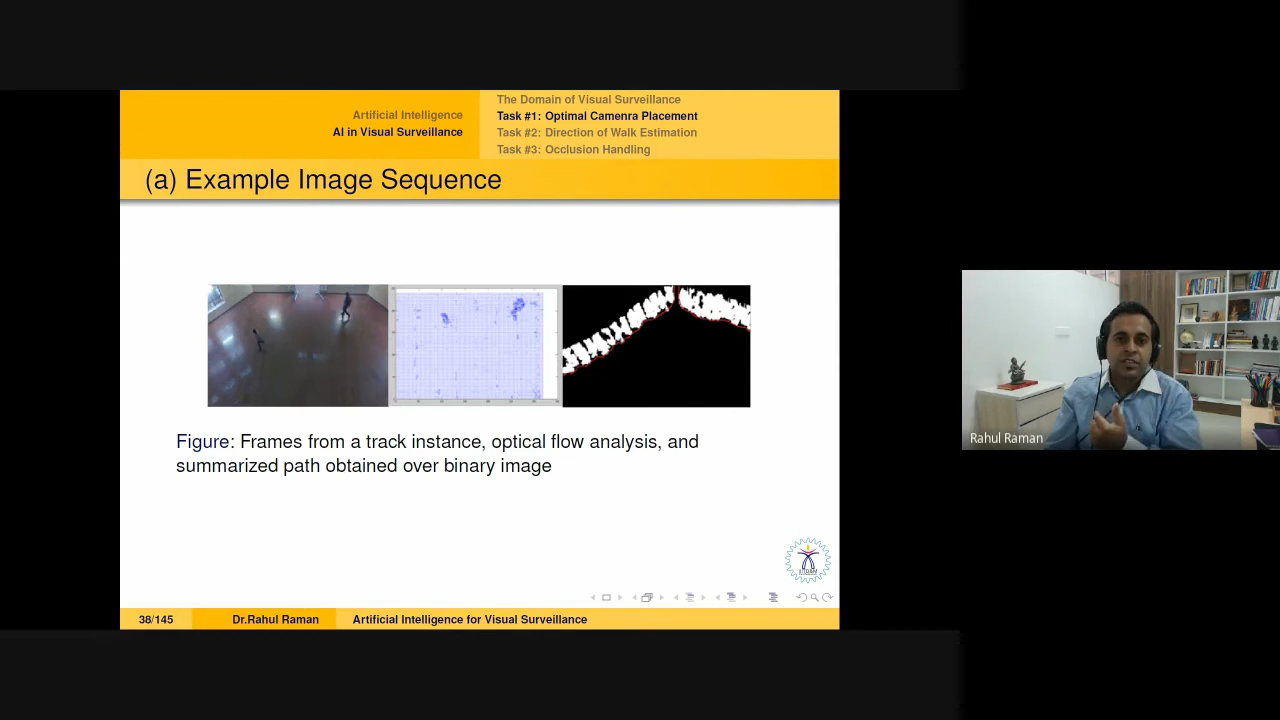 Artificial Intelligence
AI in Visual Surveillance
The Domain of Visual Surveillance
Task #1: Optimal Camenra Placement
Task #2: Direction of Walk Estimation
Task #3: Occlusion Handling
(a) Example Image Sequence
Figure: Frames from a track instance, optical flow analysis, and
summarized path obtained over binary image
Rahul Raman
38/145
Dr.Rahul Raman
Artificial Intelligence for Visual Surveillance